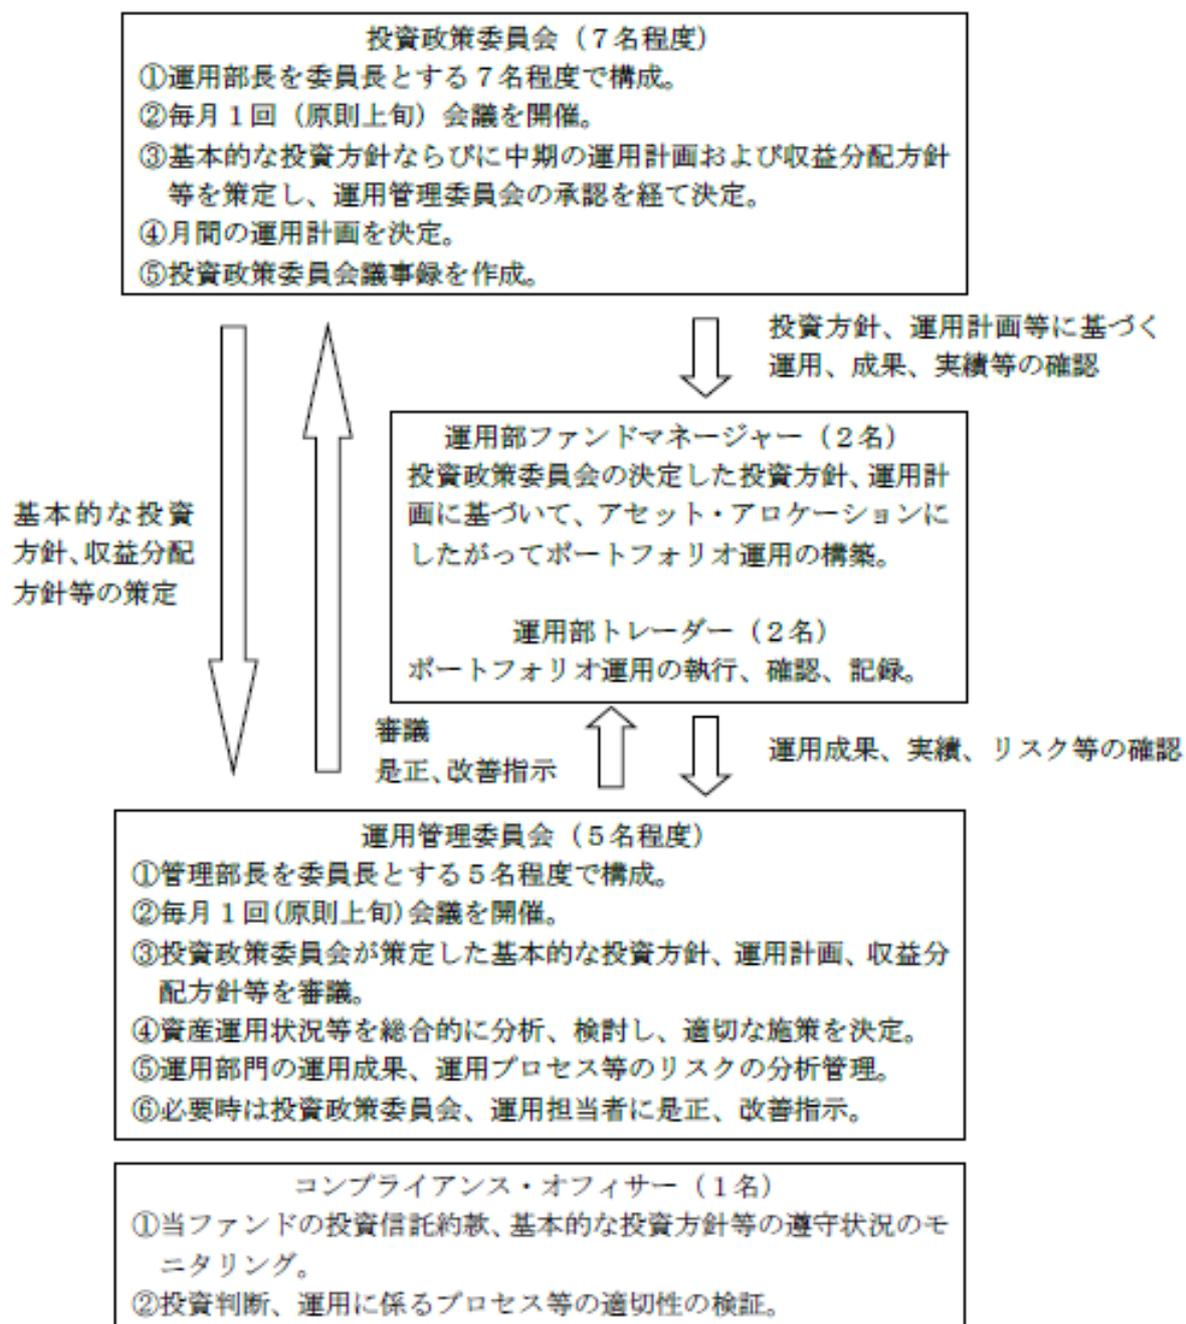 投資政策委員会（７名程度）
①運用部長を委員長とする７名程度で構成。
②毎月１回（原則上旬）会議を開催。
③基本的な投資方針ならびに中期の運用計画および収益分配方針
等を策定し、運用管理委員会の承認を経て決定。
④月間の運用計画を決定。
⑤投資政策委員会議事録を作成。
投資方針、運用計画等に基づく
運用、成果、実績等の確認
運用部ファンドマネージャー（２名）
投資政策委員会の決定した投資方針、運用計
画に基づいて、アセット・アロケーションに
したがってポートフォリオ運用の構築。
運用部トレーダー（２名）
ポートフォリオ運用の執行、確認、記録。
基本的な投資
方針、収益分配
方針等の策定
審議
是正、改善指示
運用成果、実績、リスク等の確認
運用管理委員会（５名程度）
①管理部長を委員長とする５名程度で構成。
②毎月１回(原則上旬)会議を開催。
③投資政策委員会が策定した基本的な投資方針、運用計画、収益分
配方針等を審議。
④資産運用状況等を総合的に分析、検討し、適切な施策を決定。
⑤運用部門の運用成果、運用プロセス等のリスクの分析管理。
⑥必要時は投資政策委員会、運用担当者に是正、改善指示。
コンプライアンス・オフィサー（１名）
①当ファンドの投資信託約款、基本的な投資方針等の遵守状況のモ
ニタリング。
②投資判断、運用に係るプロセス等の適切性の検証。